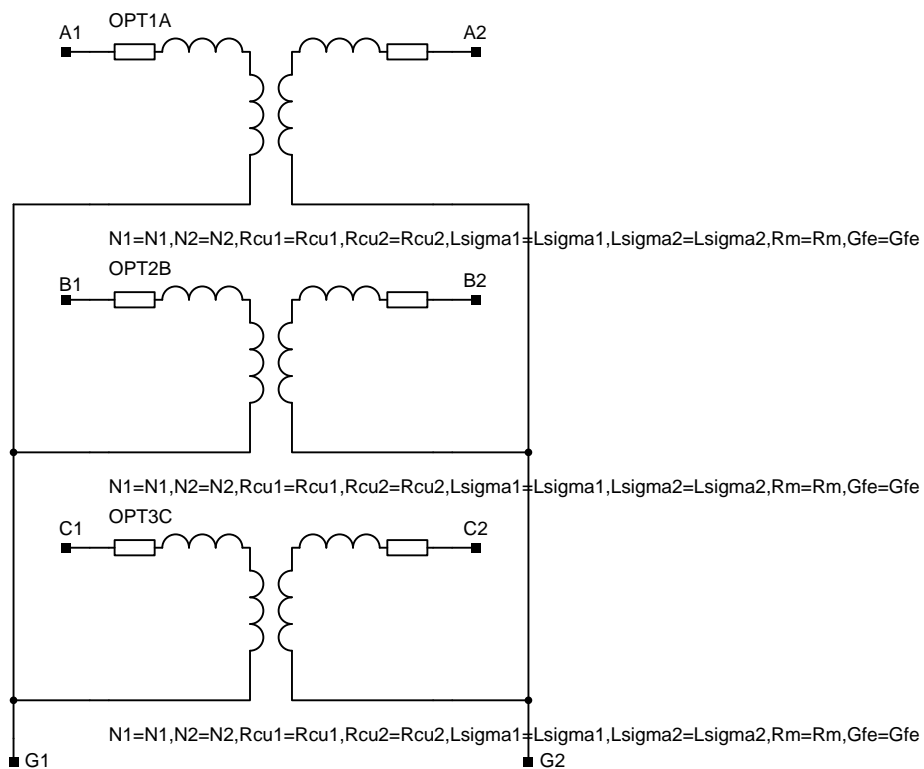 A1 OPT1A A2
N1=N1,N2=N2,Rcu1=Rcu1,Rcu2=Rcu2,Lsigma1=Lsigma1,Lsigma2=Lsigma2,Rm=Rm,Gfe=Gfe
OPT2B
B1 B2
N1=N1,N2=N2,Rcu1=Rcu1,Rcu2=Rcu2,Lsigma1=Lsigma1,Lsigma2=Lsigma2,Rm=Rm,Gfe=Gfe
C1 OPT3C C2
N1=N1,N2=N2,Rcu1=Rcu1,Rcu2=Rcu2,Lsigma1=Lsigma1,Lsigma2=Lsigma2,Rm=Rm,Gfe=Gfe
G1 G2